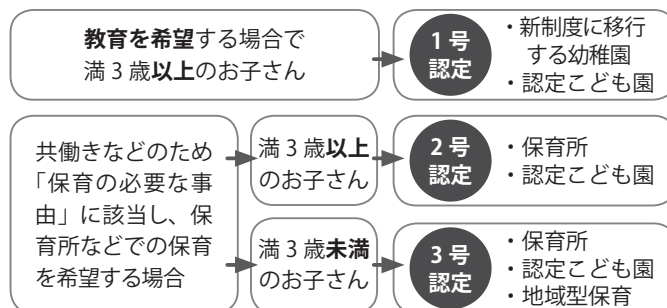 教育を希望する場合で
満3歳以上のお子さん
1号
認定
・新制度に移行
する幼稚園
・認定こども園
共働きなどのため
「保育の必要な事
由」に該当し、保
育所などでの保育
を希望する場合
満3歳以上
のお子さん
2号
認定
・保育所
・認定こども園
満3歳未満
のお子さん
3号
認定
・保育所
・認定こども園
・地域型保育